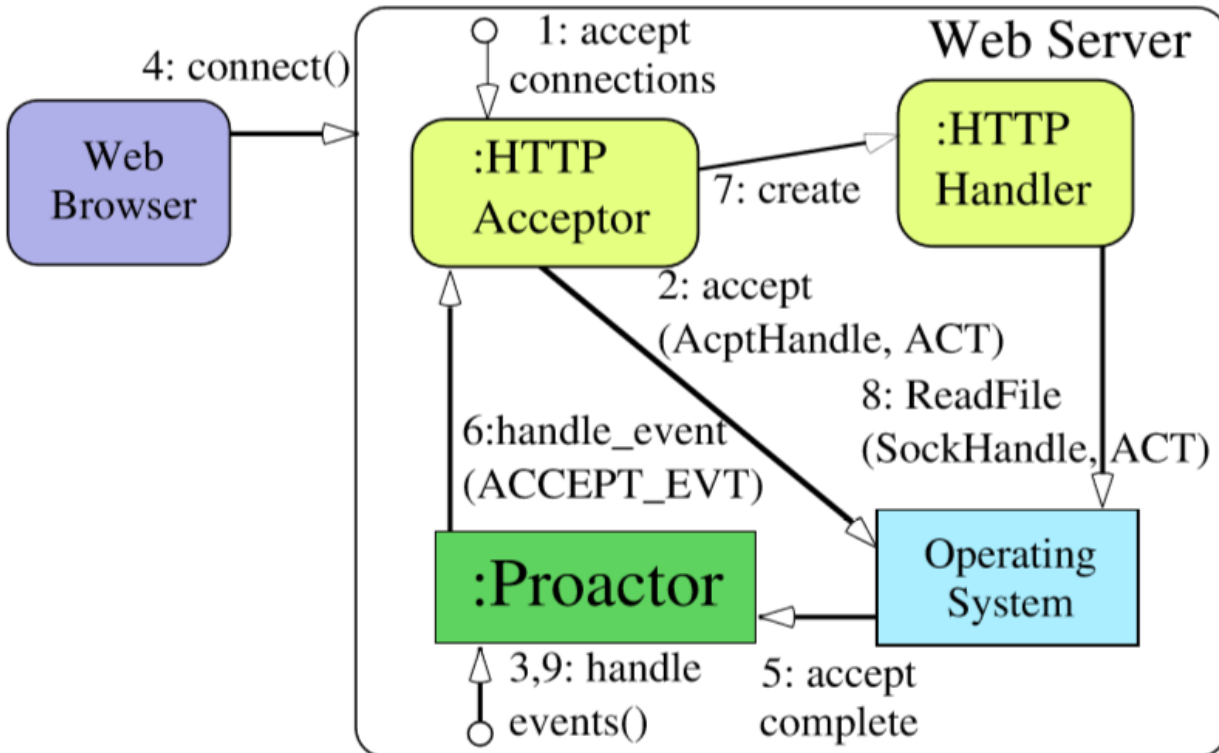 Web Server
1: accept
connections
4: connect()
Web
Browser
:HTTP
Acceptor
7: create
:HTTP
Handler
2: accept
(AcptHandle, ACT)
8: ReadFile
(SockHandle, ACT)
6:handle_event
(ACCEPT_EVT)
:Proactor
Operating
System
3,9: handle
events()
5: accept
complete